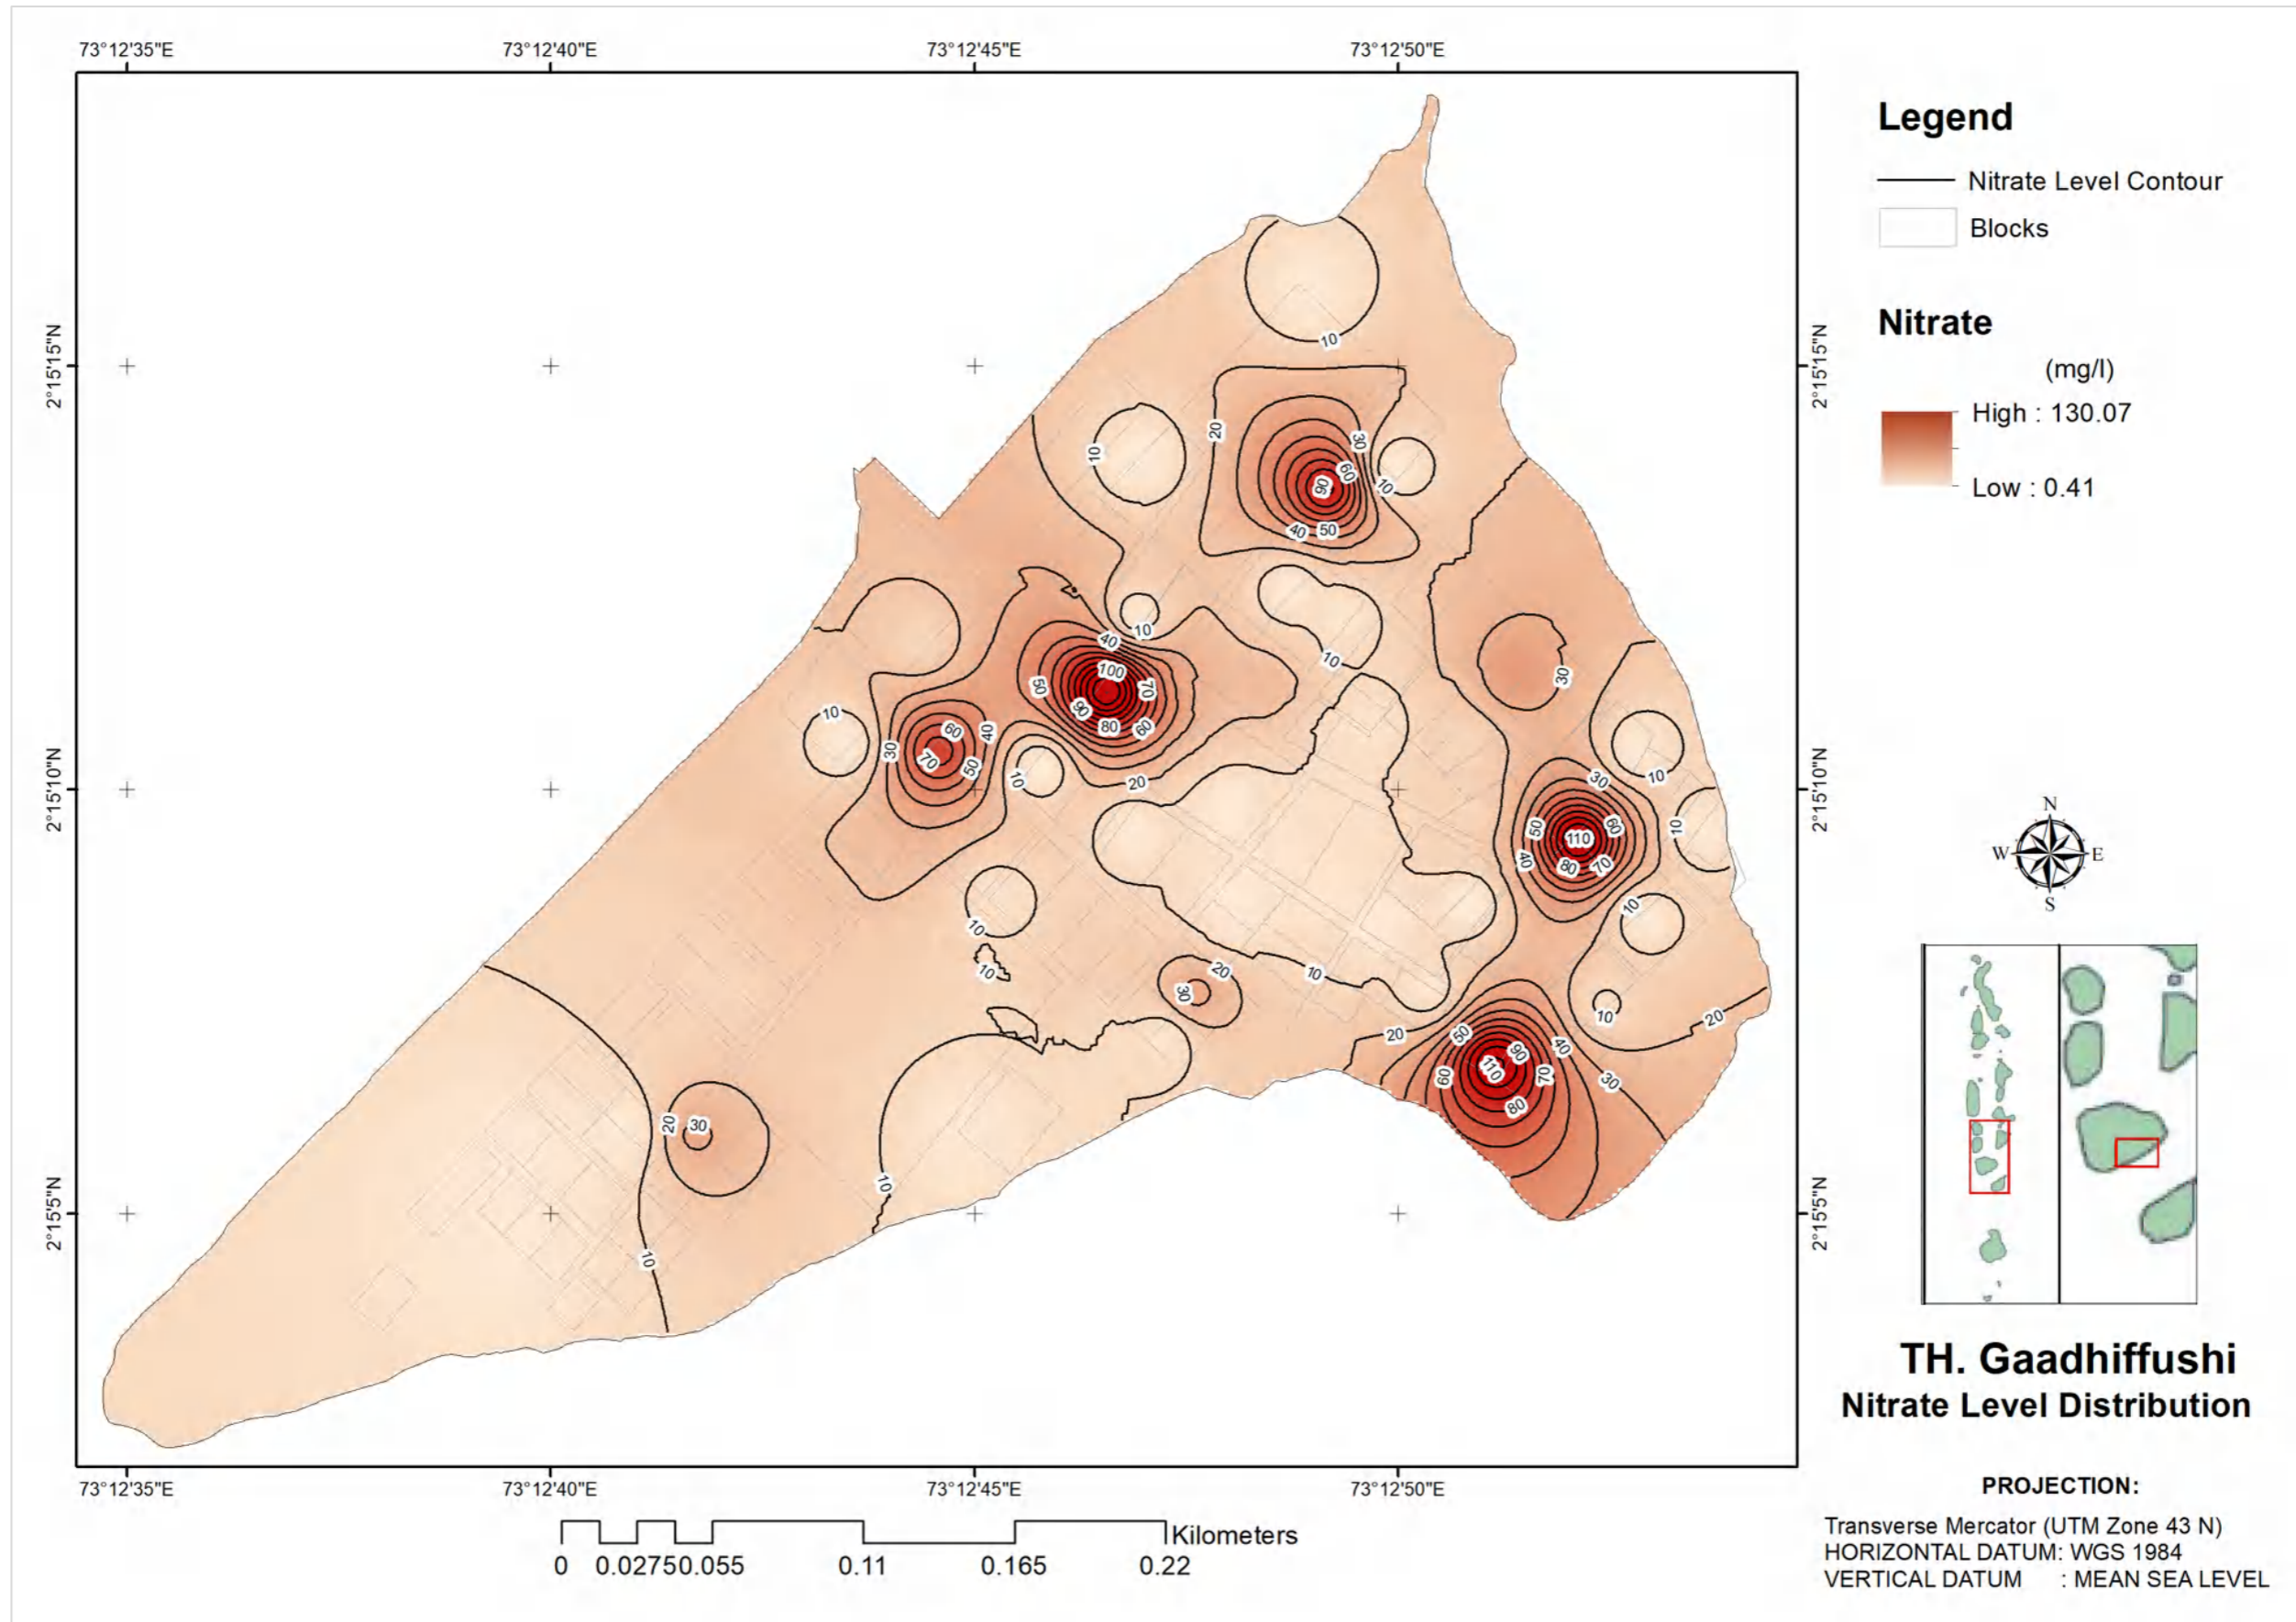 73°12'35"E 73°12'40"E 73°12'45"E 73°12'50"E
2°15'15"N
2°15'10"N
2°15'5"N
10
20
30
10
60
10
90
10
40 50
10
40
10
100
10
50
70
30
10
90
60
40
80
60
30
70
50
10
20
30
10
10
50
60
110
10
40
80
70
10
10
10
20
30
10
10
20
20
50
90
40
110
60
70
30
80
20
30
10
10
2°15'15"N
2°15'10"N
2°15'5"N
73°12'35"E 73°12'40"E 73°12'45"E 73°12'50"E
Kilometers
0 0.0275 0.055 0.11 0.165 0.22
Legend
Nitrate Level Contour
Blocks
Nitrate
(mg/l)
High : 130.07
Low : 0.41
N
W E
S
TH. Gaadhiffushi
Nitrate Level Distribution
PROJECTION:
Transverse Mercator (UTM Zone 43 N)
HORIZONTAL DATUM: WGS 1984
VERTICAL DATUM : MEAN SEA LEVEL